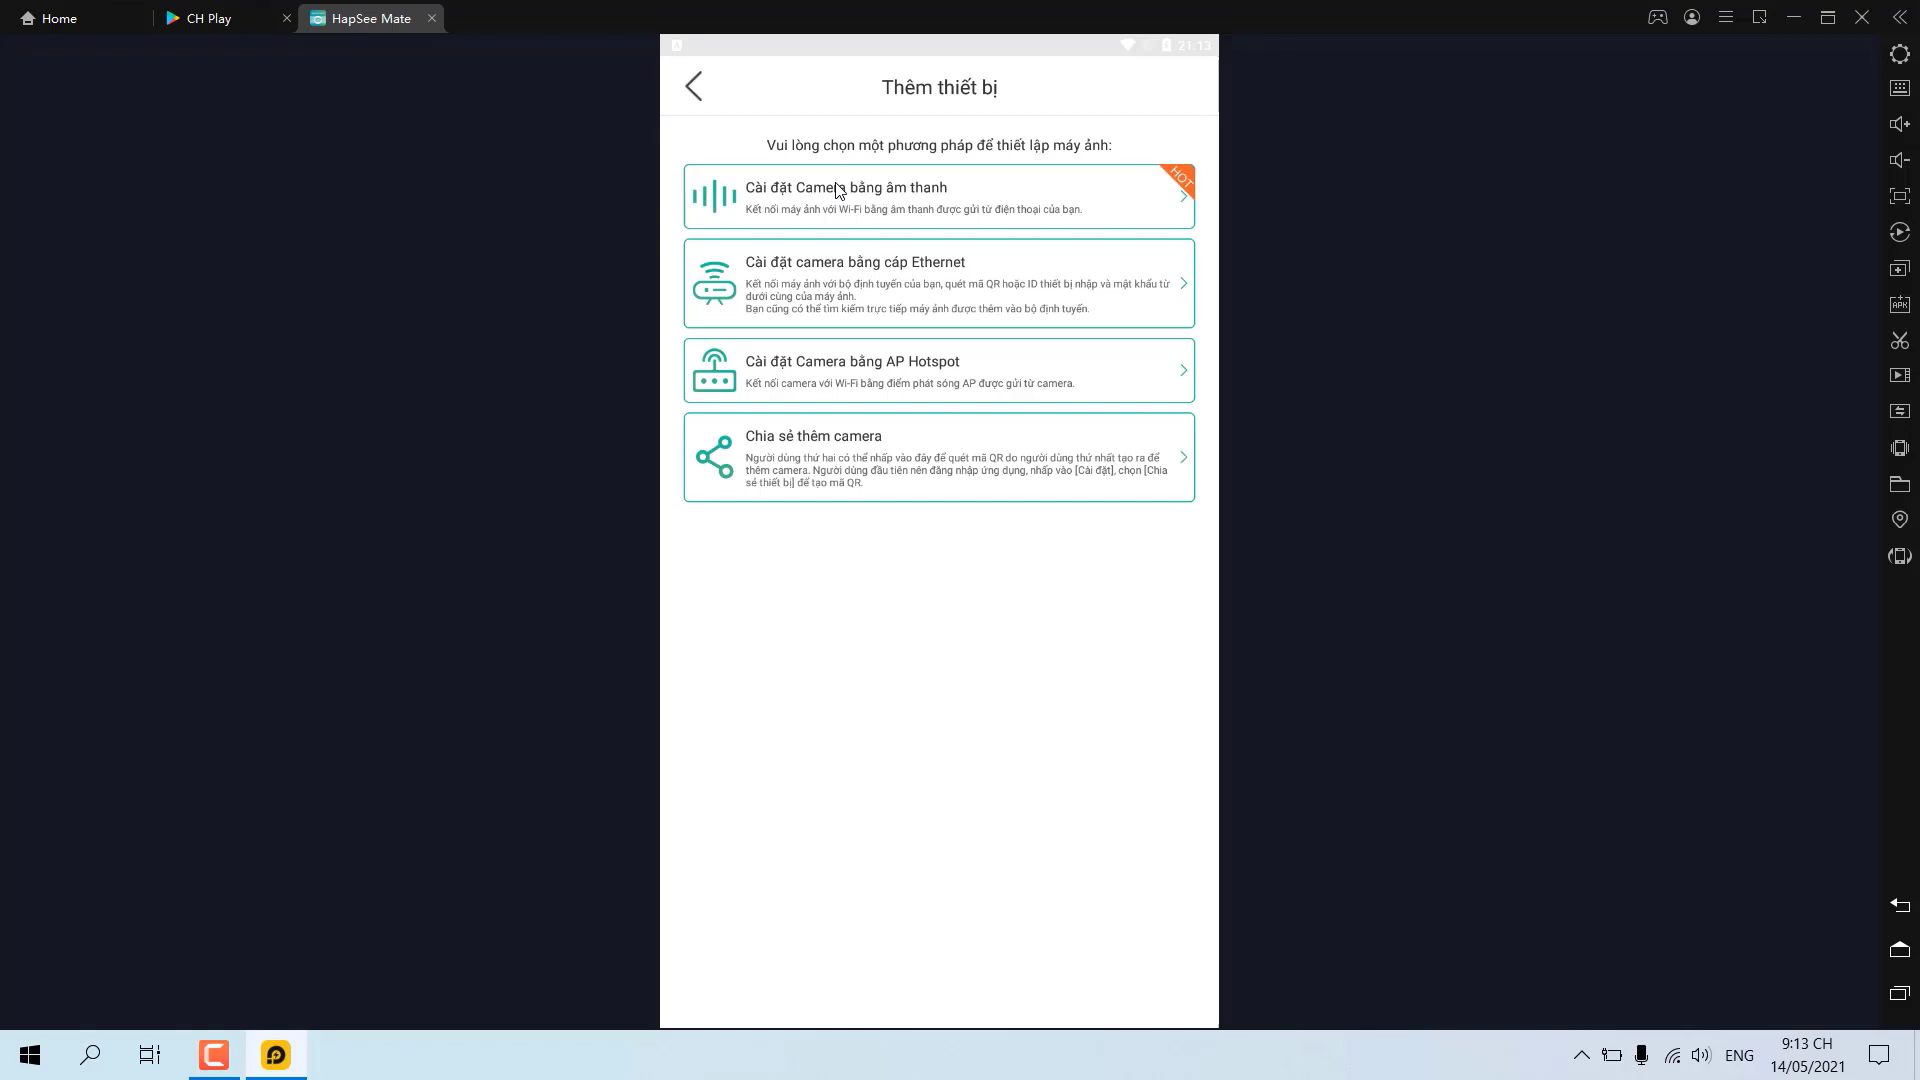 Home
CH Play
HapSee Mate
21:13
Thêm thiết bị
Vui lòng chọn một phương pháp để thiết lập máy ảnh:
Cài đặt Camera bằng âm thanh
HOT
Kết nối máy ảnh với Wi-Fi bằng âm thanh được gửi từ điện thoại của bạn.
Cài đặt camera bằng cáp Ethernet
Kết nối máy ảnh với bộ định tuyến của bạn, quét mã QR hoặc ID thiết bị nhập và mật khẩu từ
dưới cùng của máy ảnh.
Bạn cũng có thể tìm kiếm trực tiếp máy ảnh được thêm vào bộ định tuyến.
Cài đặt Camera bằng AP Hotspot
Kết nối camera với Wi-Fi bằng điểm phát sóng AP được gửi từ camera.
Chia sẻ thêm camera
Người dùng thứ hai có thể nhấp vào đây để quét mã QR do người dùng thứ nhất tạo ra để
thêm camera. Người dùng đầu tiên nên đăng nhập ứng dụng, nhấp vào [Cài đặt], chọn [Chia
sẻ thiết bị] để tạo mã QR.
APK
ENG
9:13 CH
14/05/2021